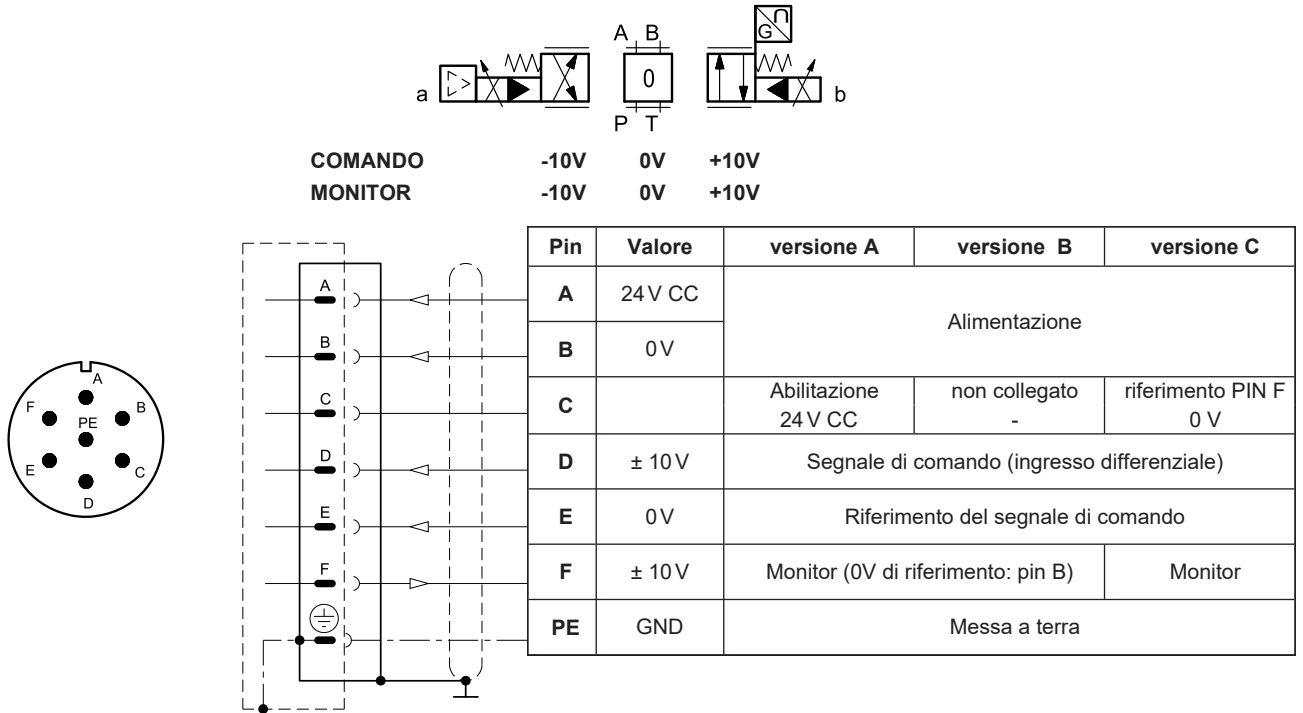 G
A B
a
0
b
P T
COMANDO -10V 0V +10V
MONITOR -10V 0V +10V
Pin Valore versione A versione B versione C
A A 24 V CC Alimentazione
B B 0 V
C C Abilitazione 24 V CC non collegato - riferimento PIN F 0 V
D D ± 10 V Segnale di comando (ingresso differenziale)
E E 0 V Riferimento del segnale di comando
F F ± 10 V Monitor (0V di riferimento: pin B) Monitor
PE GND Messa a terra
A
F B
PE
E C
D